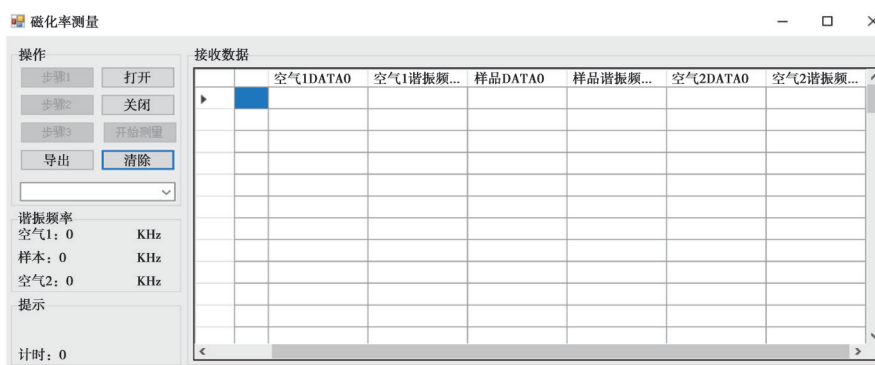 磁化率测量
操作
步骤1 打开
步骤2 关闭
步骤3 开始测量
导出 清除
谐振频率
空气1: 0 KHz
样本: 0 KHz
空气2: 0 KHz
提示
计时: 0
接收数据
空气1DATA0 空气1谐振频... 样品DATA0 样品谐振频... 空气2DATA0 空气2谐振频...